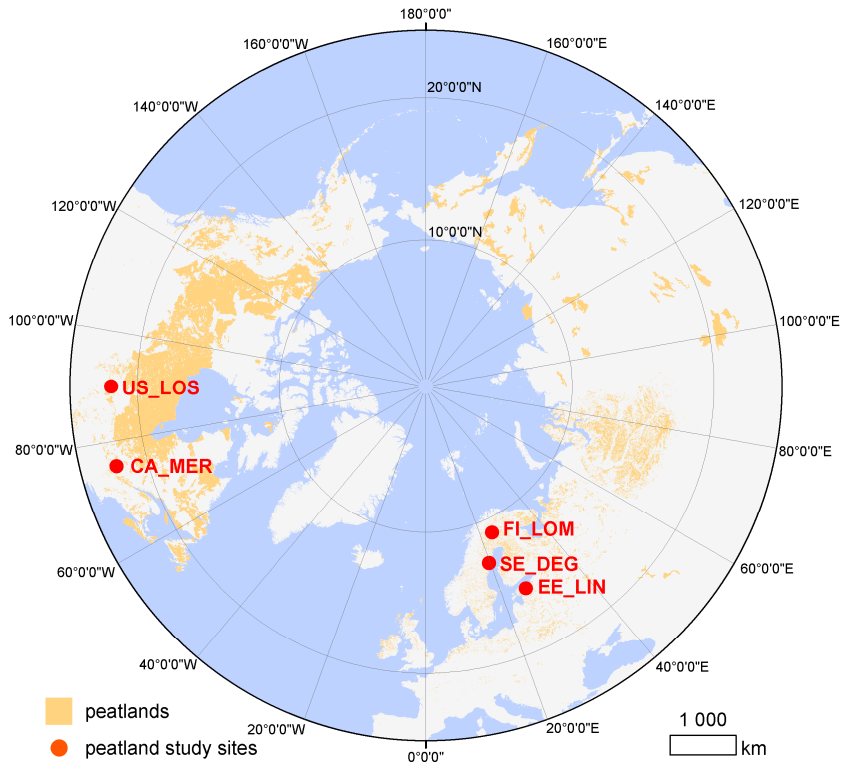 180°0'0"
160°0'0"W
160°0'0"E
140°0'0"W
20°0'0"N
140°0'0"E
120°0'0"W
120°0'0"E
10°0'0"N
100°0'0"W
100°0'0"E
US_LOS
80°0'0"W
80°0'0"E
CA_MER
FI_LOM
SE_DEG
EE_LIN
60°0'0"W
60°0'0"E
40°0'0"W
40°0'0"E
20°0'0"W
20°0'0"E
0°0'0"
peatlands
peatland study sites
1 000
km